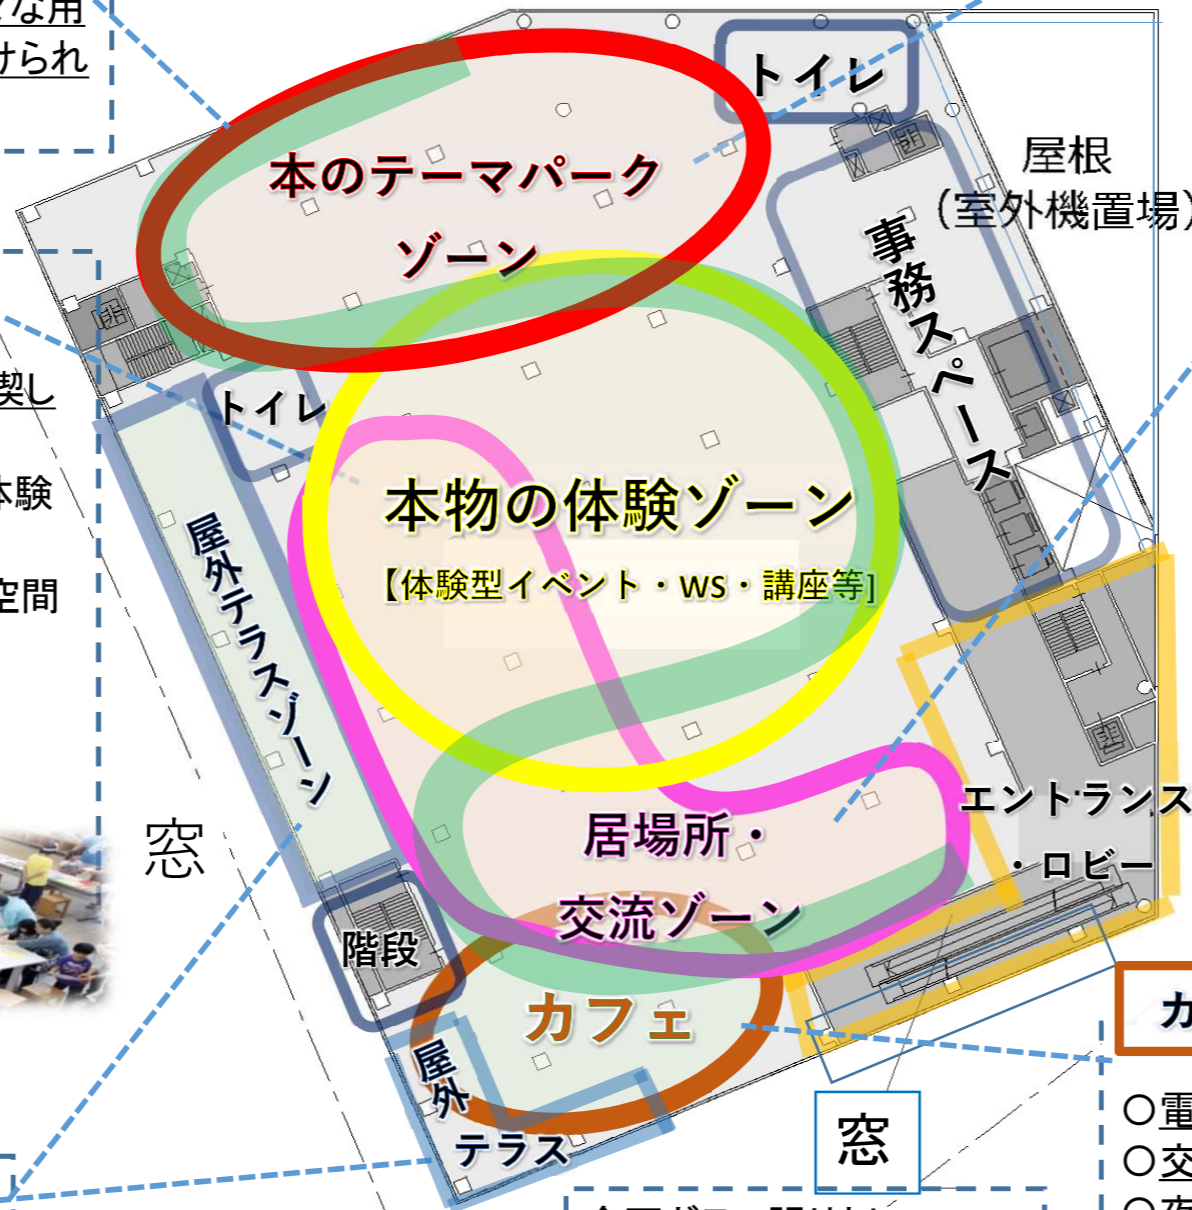 な用
けられ
トイレ
屋根
（室外機置場）
本のテーマパーク
ゾーン
事務スペース
喫し
トイレ
体験
本物の体験ゾーン
【体験型イベント・WS・講座等]
空間
屋外テラスゾーン
窓
居場所・
交流ゾーン
エントランス
・ロビー
階段
カフェ
カ
屋外
テラス
窓
〇電
〇交